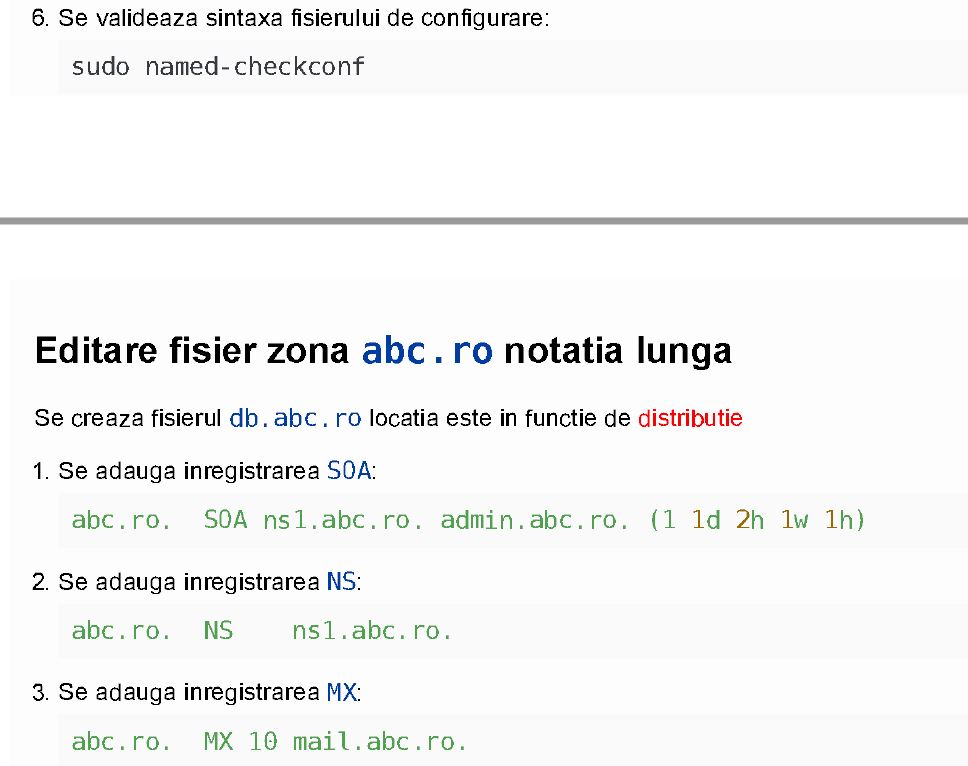 6. Se valideaza sintaxa fisierului de configurare:
sudo named-checkconf
Editare fisier zona abc.ro notatia lunga
Se creaza fisierul db.abc.ro locatia este in functie de distributie
1. Se adauga inregistrarea SOA:
abc.ro.  SOA ns1.abc.ro. admin.abc.ro. (1 1d 2h 1w 1h)
2. Se adauga inregistrarea NS:
abc.ro.  NS    ns1.abc.ro.
3. Se adauga inregistrarea MX:
abc.ro.  MX 10 mail.abc.ro.